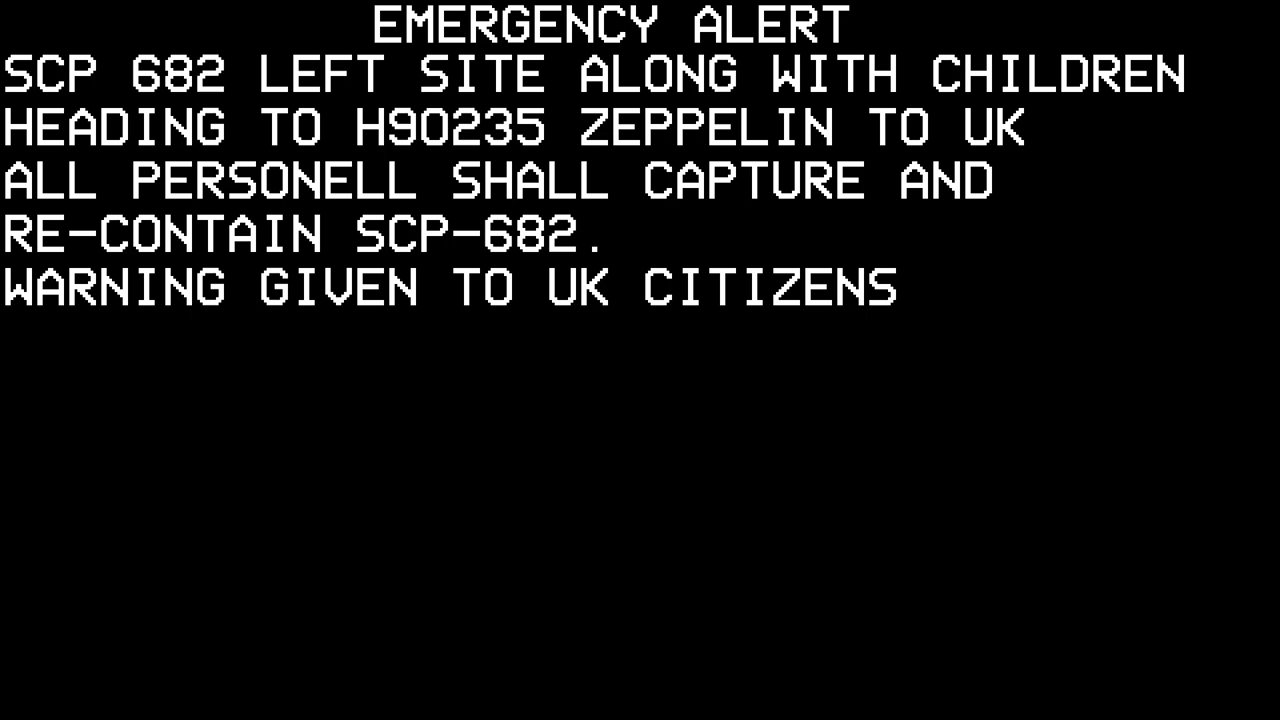 EMERGENCY ALERT
SCP 682 LEFT SITE ALONG WITH CHILDREN
HEADING TO H90235 ZEPPELIN TO UK
ALL PERSONELL SHALL CAPTURE AND
RE-CONTAIN SCP-682.
WARNING GIVEN TO UK CITIZENS